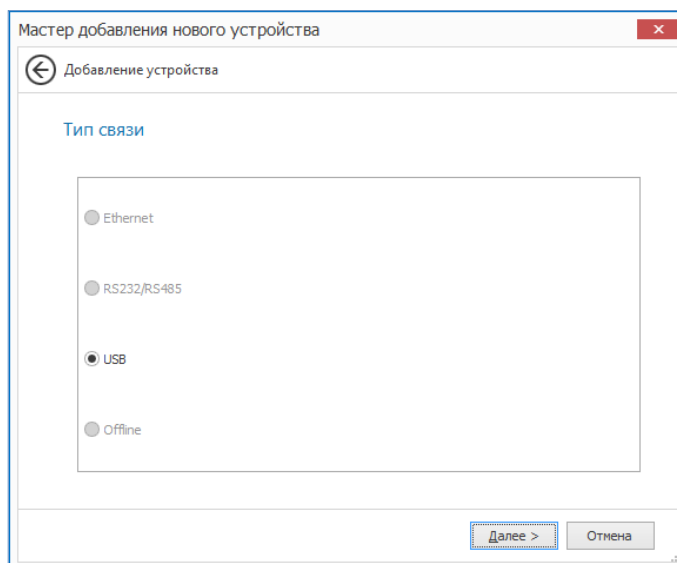 Мастер добавления нового устройства
Добавление устройства
Тип связи
Ethernet
RS232/RS485
USB
Offline
Далее > Отмена